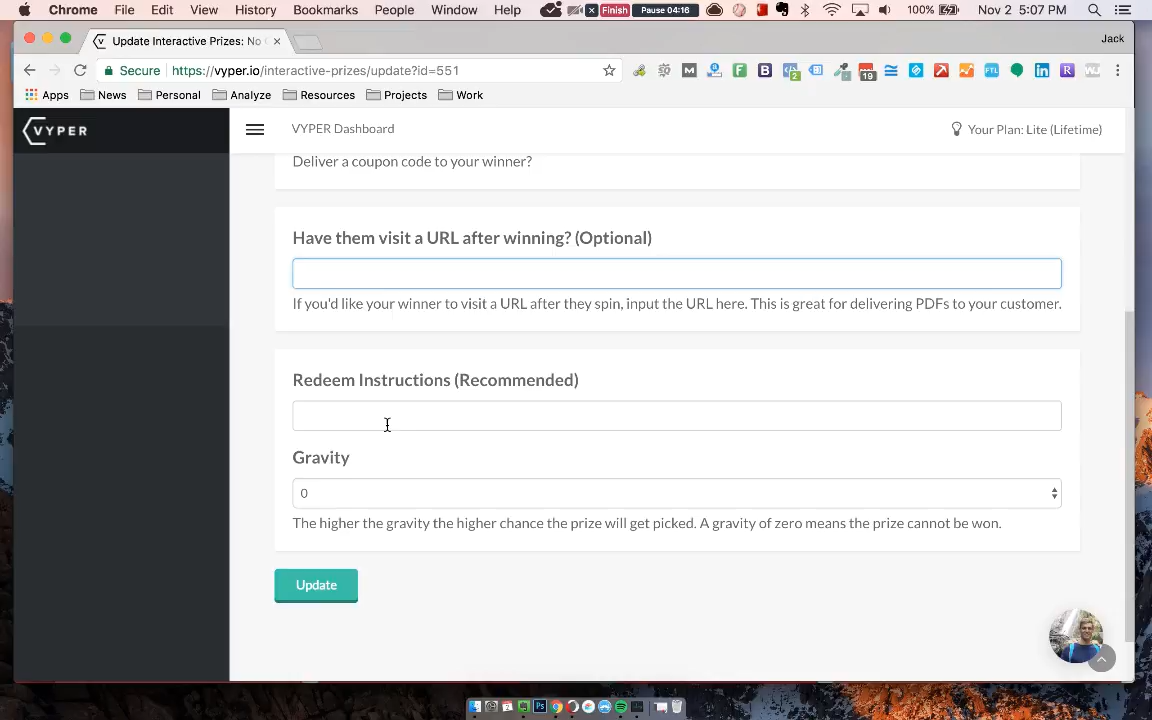 Chrome File Edit View History Bookmarks People Window Help Finish Pause 04:16 100% Nov 2 5:07 PM
Update Interactive Prizes: No
Jack
Secure https://vyper.io/interactive-prizes/update?id=551
Apps News Personal Analyze Resources Projects Work
VYPER
VYPER Dashboard
Your Plan: Lite (Lifetime)
Deliver a coupon code to your winner?
Have them visit a URL after winning? (Optional)
If you'd like your winner to visit a URL after they spin, input the URL here. This is great for delivering PDFs to your customer.
Redeem Instructions (Recommended)
Gravity
0
The higher the gravity the higher chance the prize will get picked. A gravity of zero means the prize cannot be won.
Update